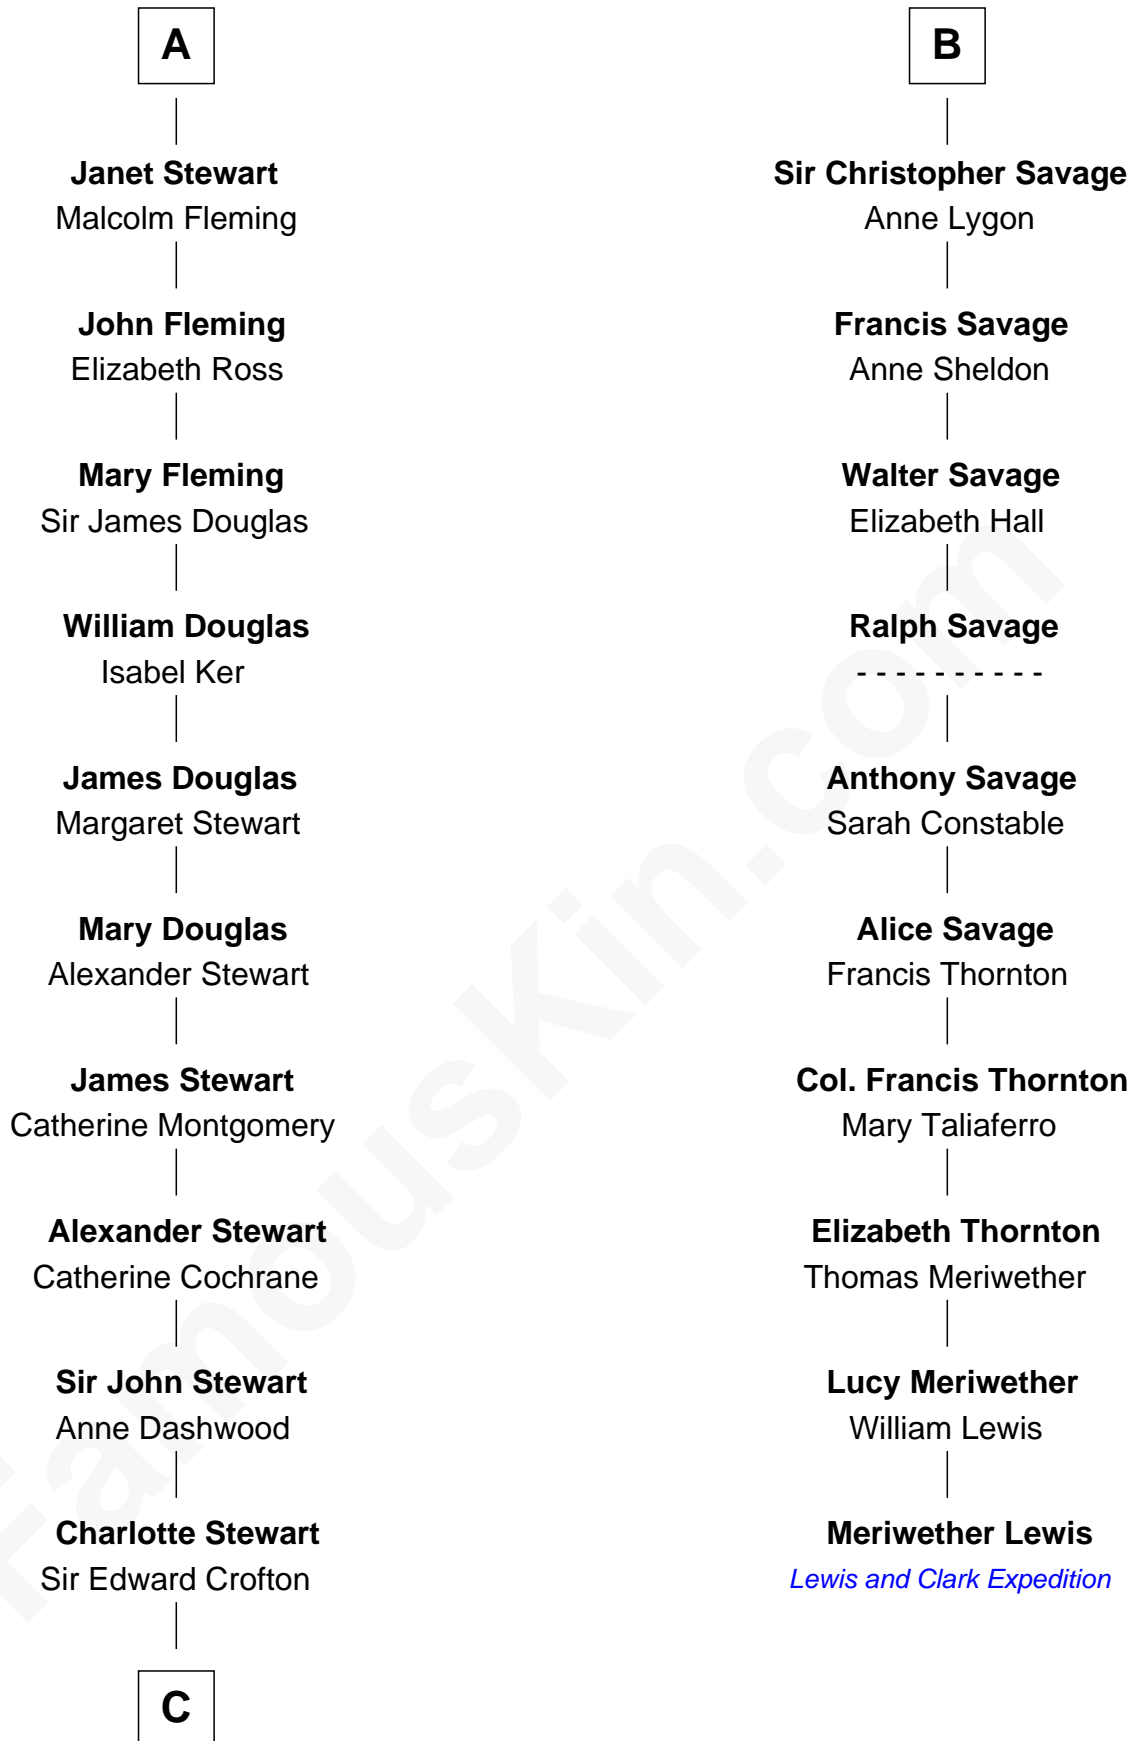 A
Janet Stewart
Malcolm Fleming
John Fleming
Elizabeth Ross
Mary Fleming
Sir James Douglas
William Douglas
Isabel Ker
James Douglas
Margaret Stewart
Mary Douglas
Alexander Stewart
James Stewart
Catherine Montgomery
Alexander Stewart
Catherine Cochrane
Sir John Stewart
Anne Dashwood
Charlotte Stewart
Sir Edward Crofton
C
B
Sir Christopher Savage
Anne Lygon
Francis Savage
Anne Sheldon
Walter Savage
Elizabeth Hall
Ralph Savage
- - - - - - - - - -
Anthony Savage
Sarah Constable
Alice Savage
Francis Thornton
Col. Francis Thornton
Mary Taliaferro
Elizabeth Thornton
Thomas Meriwether
Lucy Meriwether
William Lewis
Meriwether Lewis
Lewis and Clark Expedition
FamousKin.com